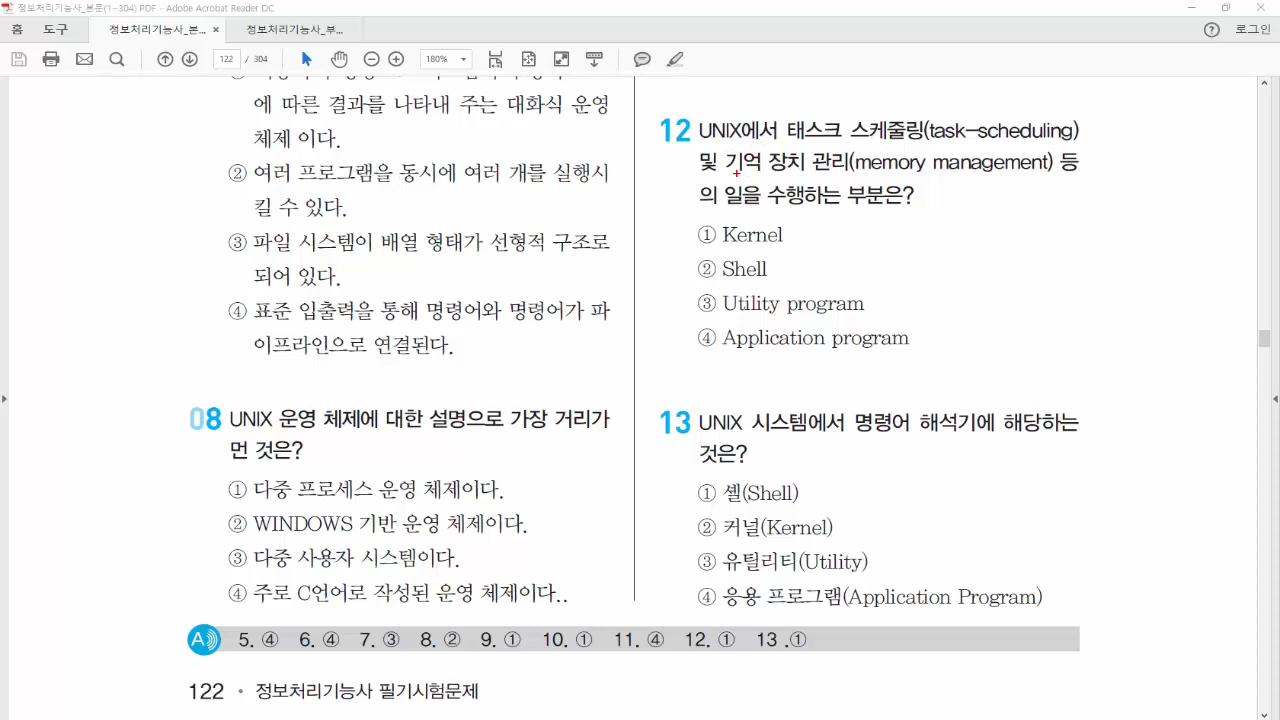 정보처리기능사_본문(1~304) PDF - Adobe Acrobat Reader DC
홈 도구 정보처리기능사_본... × 정보처리기능사_부... ? 로그인
122 / 304 180%
에 따른 결과를 나타내 주는 대화식 운영
체제 이다.
② 여러 프로그램을 동시에 여러 개를 실행시
킬 수 있다.
③ 파일 시스템이 배열 형태가 선형적 구조로
되어 있다.
④ 표준 입출력을 통해 명령어와 명령어가 파
이프라인으로 연결된다.
08 UNIX 운영 체제에 대한 설명으로 가장 거리가
먼 것은?
① 다중 프로세스 운영 체제이다.
② WINDOWS 기반 운영 체제이다.
③ 다중 사용자 시스템이다.
④ 주로 C언어로 작성된 운영 체제이다..
12 UNIX에서 태스크 스케줄링(task-scheduling)
및 기억 장치 관리(memory management) 등
의 일을 수행하는 부분은?
① Kernel
② Shell
③ Utility program
④ Application program
13 UNIX 시스템에서 명령어 해석기에 해당하는
것은?
① 셸(Shell)
② 커널(Kernel)
③ 유틸리티(Utility)
④ 응용 프로그램(Application Program)
A 5. ④ 6. ④ 7. ③ 8. ② 9. ① 10. ① 11. ④ 12. ① 13 .①
122 • 정보처리기능사 필기시험문제